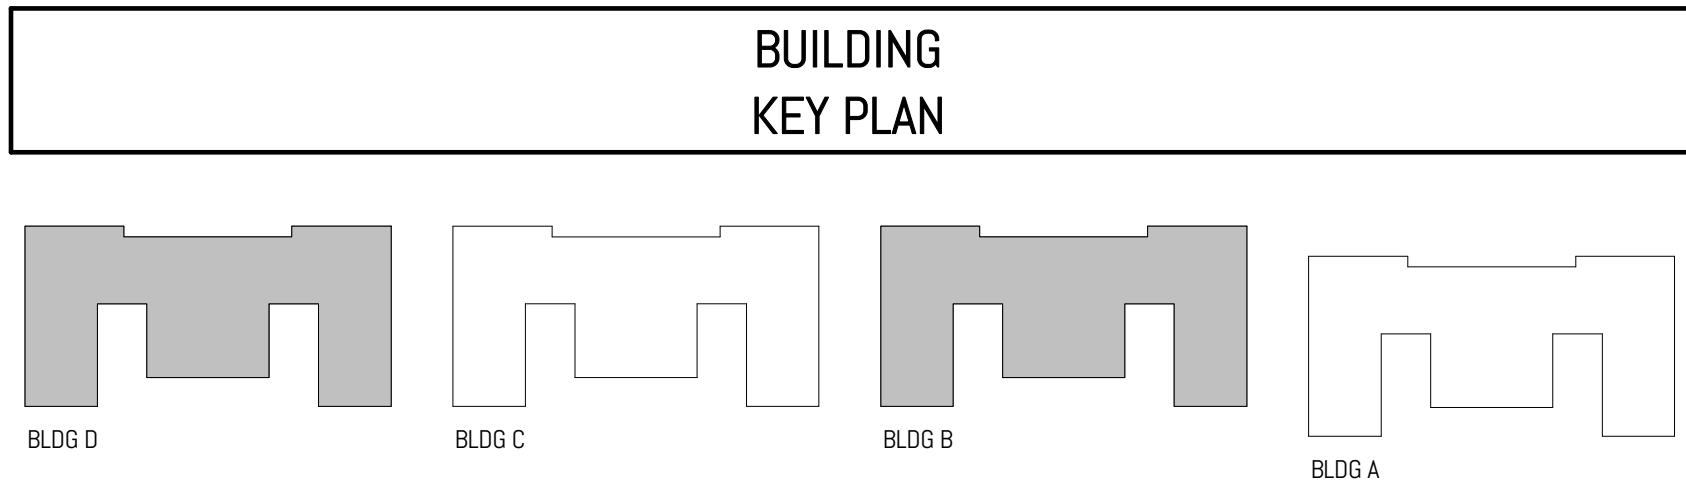 BUILDING
KEY PLAN
BLDG D
BLDG C
BLDG B
BLDG A